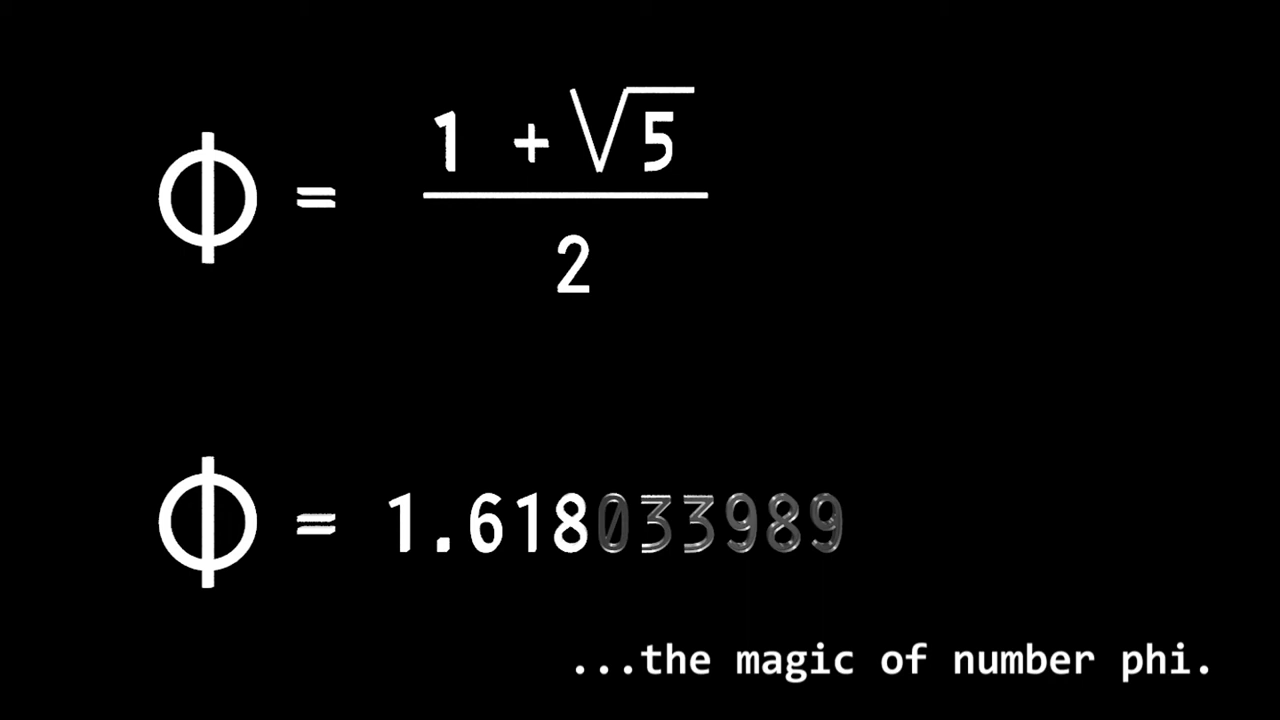 Φ = (1 + √5) / 2
Φ = 1.618033989
...the magic of number phi.